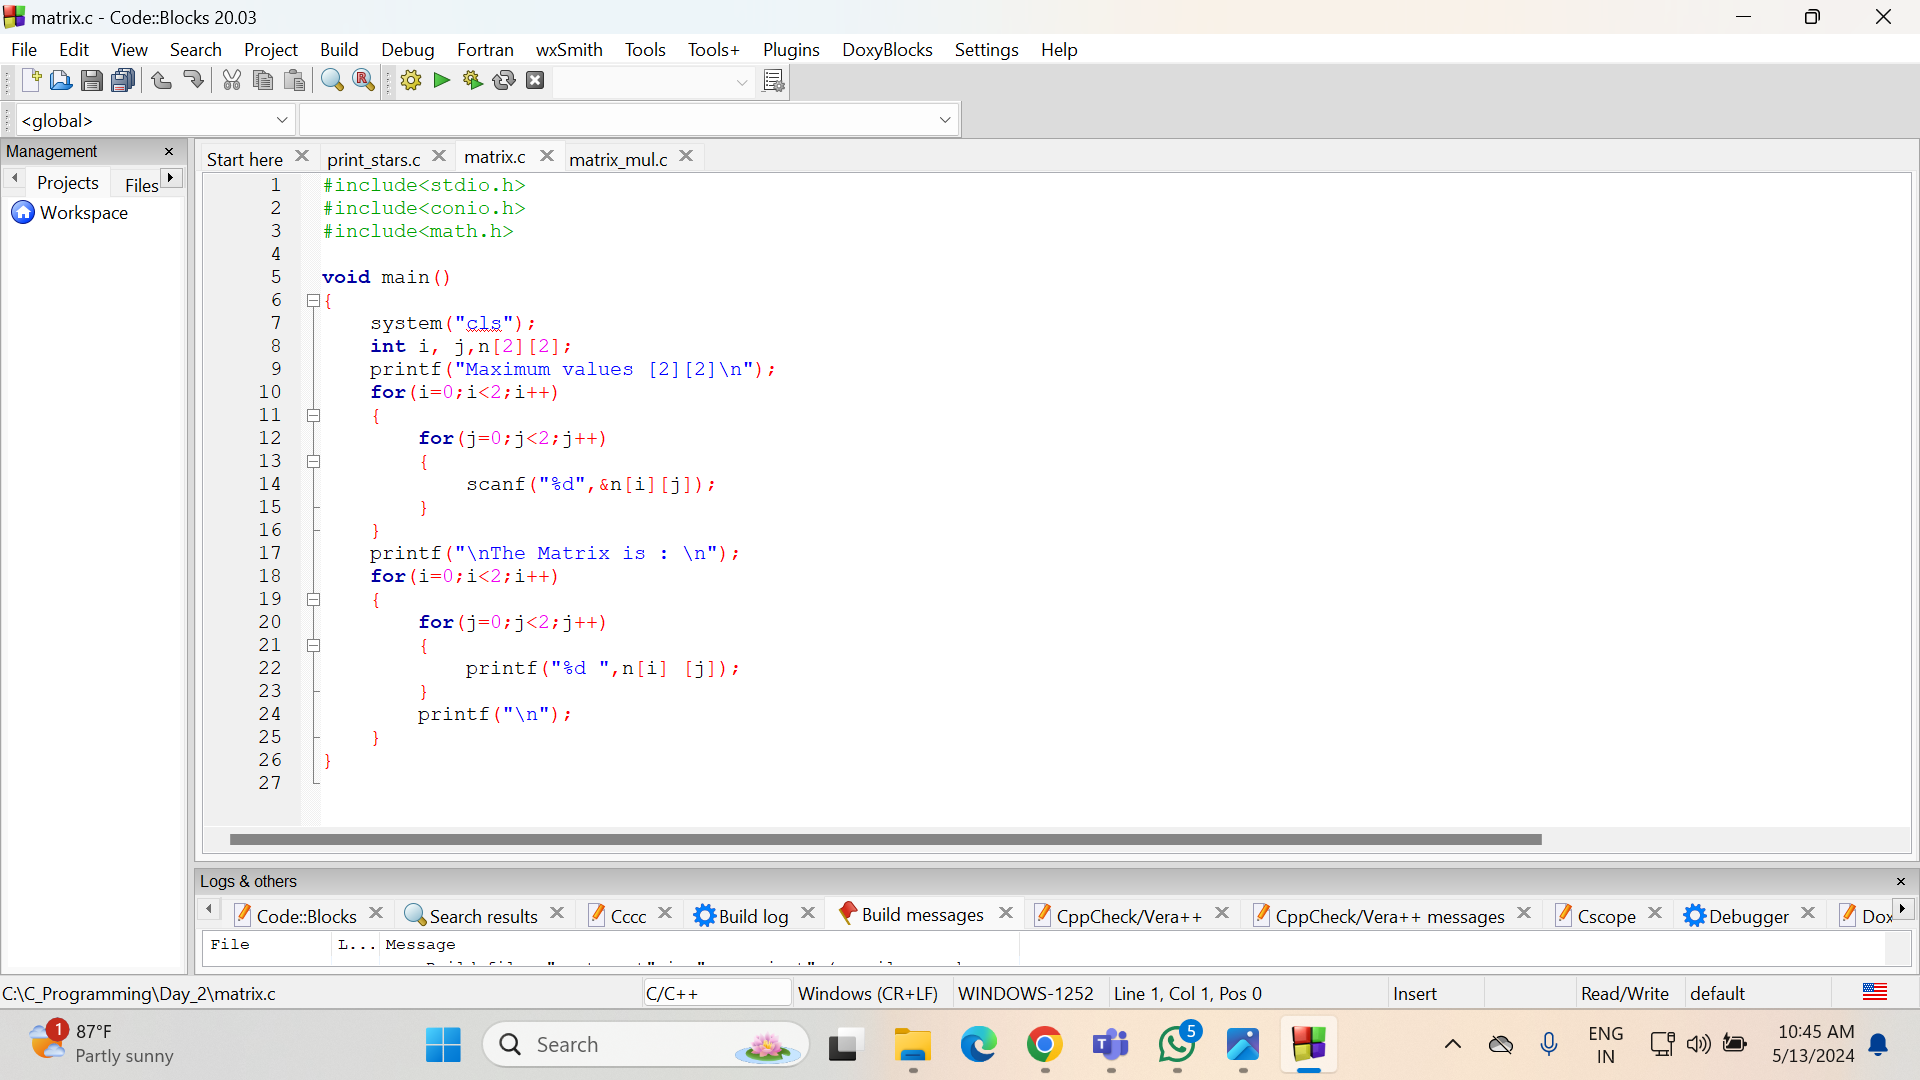 matrix.c - Code::Blocks 20.03
File Edit View Search Project Build Debug Fortran wxSmith Tools Tools+ Plugins DoxyBlocks Settings Help
<global>
Management
Projects Files
Workspace
Start here print_stars.c matrix.c matrix_mul.c
1 #include<stdio.h>
2 #include<conio.h>
3 #include<math.h>
4
5 void main()
6 {
7 system("cls");
8 int i, j,n[2][2];
9 printf("Maximum values [2][2]\n");
10 for(i=0;i<2;i++)
11 {
12 for(j=0;j<2;j++)
13 {
14 scanf("%d",&n[i][j]);
15 }
16 }
17 printf("\nThe Matrix is : \n");
18 for(i=0;i<2;i++)
19 {
20 for(j=0;j<2;j++)
21 {
22 printf("%d ",n[i] [j]);
23 }
24 printf("\n");
25 }
26 }
27
Logs & others
Code::Blocks Search results Cccc Build log Build messages CppCheck/Vera++ CppCheck/Vera++ messages Cscope Debugger Dox
File L... Message
C:\C_Programming\Day_2\matrix.c C/C++ Windows (CR+LF) WINDOWS-1252 Line 1, Col 1, Pos 0 Insert Read/Write default
1 87°F
Partly sunny
Search
5
ENG
IN
10:45 AM
5/13/2024